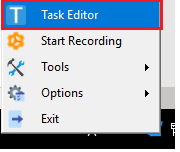 Task Editor
Start Recording
Tools
Options
Exit